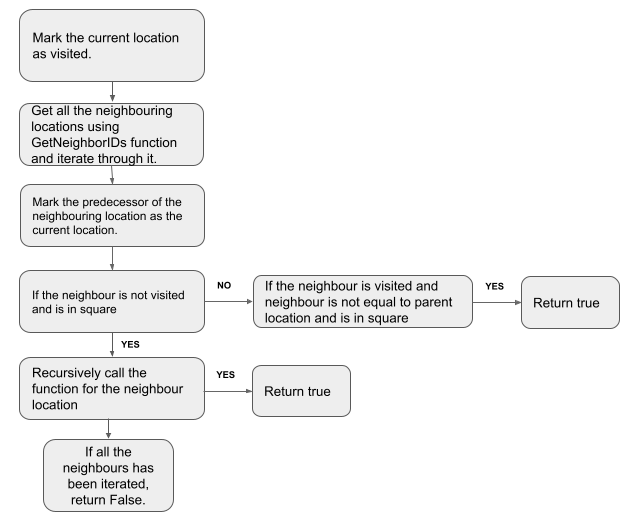 Mark the current location
as visited.
Get all the neighbouring
locations using
GetNeighborIDs function
and iterate through it.
Mark the predecessor of the
neighbouring location as the
current location.
If the neighbour is not visited
and is in square
NO
If the neighbour is visited and
neighbour is not equal to parent
location and is in square
YES
Return true
YES
Recursively call the
function for the neighbour
location
YES
Return true
If all the
neighbours has
been iterated,
return False.